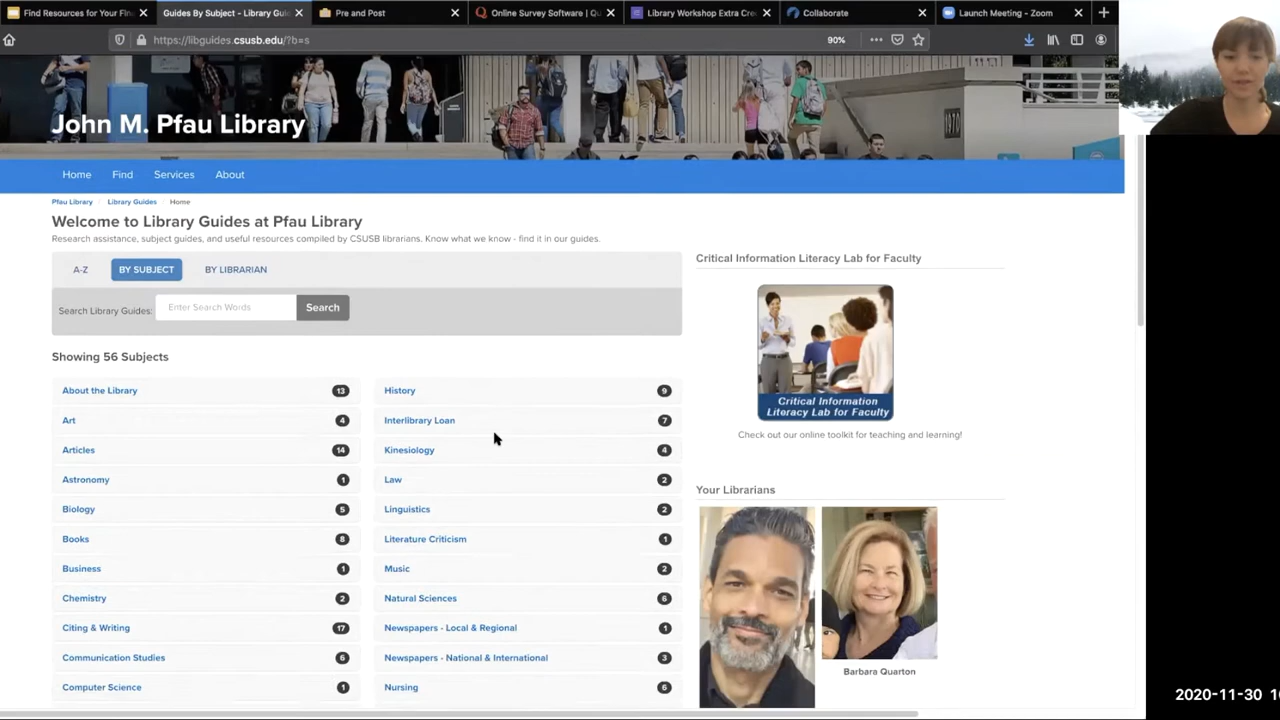 Find Resources for Your Fin
Guides By Subject - Library Gui
Pre and Post
Online Survey Software | Qu
Library Workshop Extra Cre
Collaborate
Launch Meeting - Zoom
https://libguides.csusb.edu/?b=s
90%
John M. Pfau Library
1970
Home Find Services About
Pfau Library / Library Guides / Home
Welcome to Library Guides at Pfau Library
Research assistance, subject guides, and useful resources compiled by CSUSB librarians. Know what we know - find it in our guides.
A-Z BY SUBJECT BY LIBRARIAN
Search Library Guides: Enter Search Words Search
Showing 56 Subjects
About the Library 13
Art 4
Articles 14
Astronomy 1
Biology 5
Books 8
Business 1
Chemistry 2
Citing & Writing 17
Communication Studies 6
Computer Science 1
History 9
Interlibrary Loan 7
Kinesiology 4
Law 2
Linguistics 2
Literature Criticism 1
Music 2
Natural Sciences 6
Newspapers - Local & Regional 1
Newspapers - National & International 3
Nursing 6
Critical Information Literacy Lab for Faculty
Critical Information
Literacy Lab for Faculty
Check out our online toolkit for teaching and learning!
Your Librarians
Barbara Quarton
2020-11-30 1